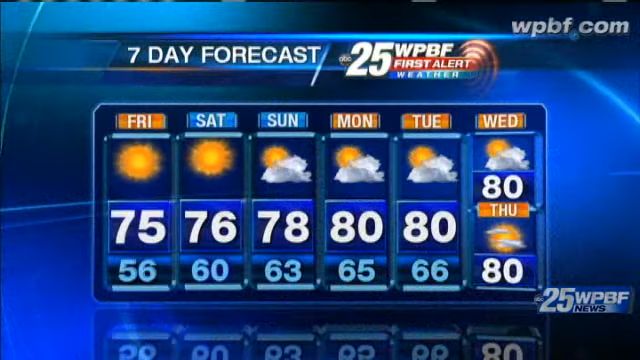 wpbf.com
7 DAY FORECAST
abc 25 WPBF
FIRST ALERT
WEATHER
FRI SAT SUN MON TUE WED
80
THU
75 76 78 80 80
56 60 63 65 66 80
abc 25 WPBF
NEWS